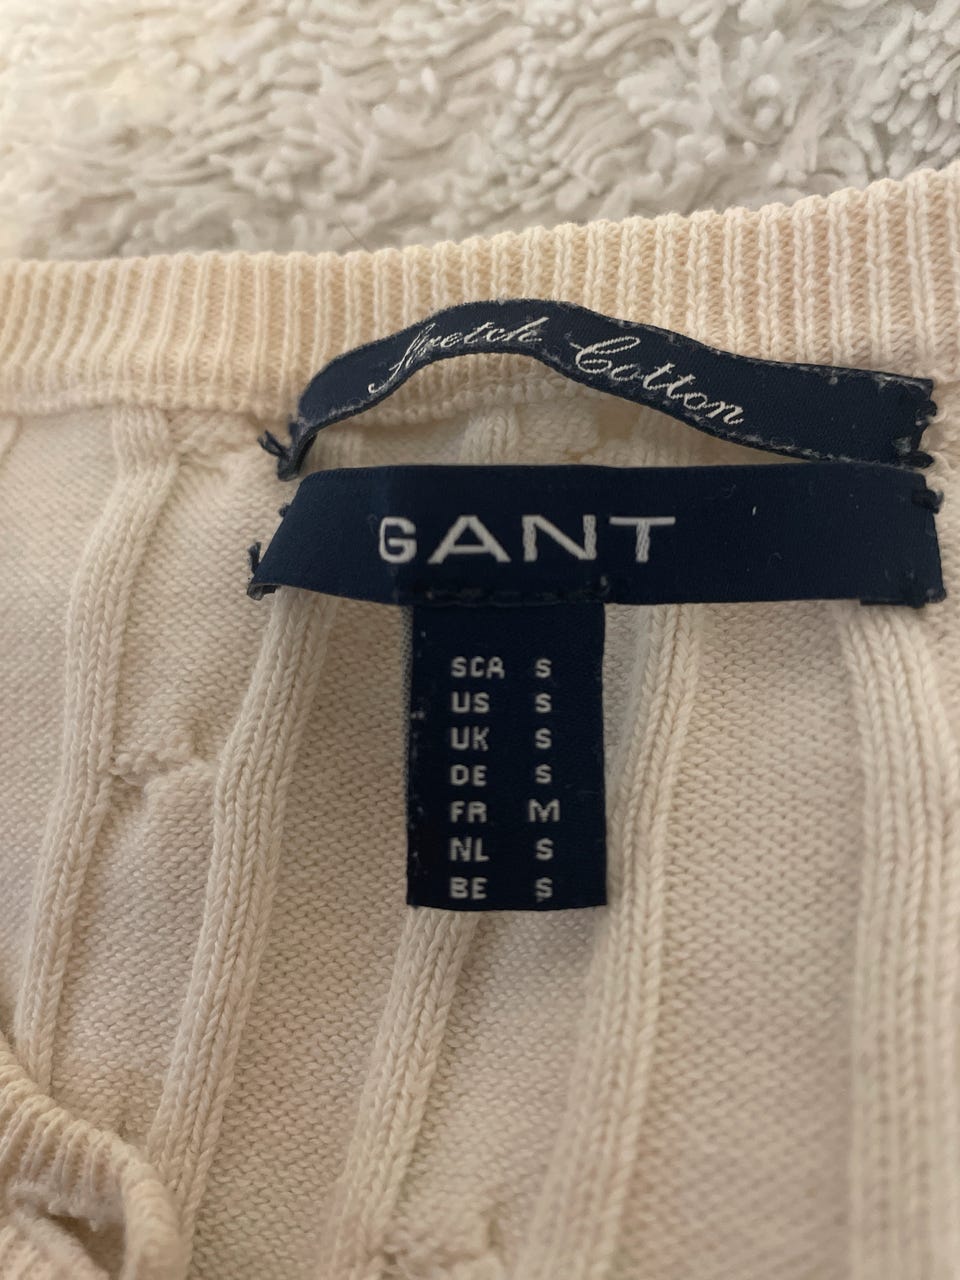 Stretch Cotton
GANT
SCA S
US S
UK S
DE S
FR M
NL S
BE S